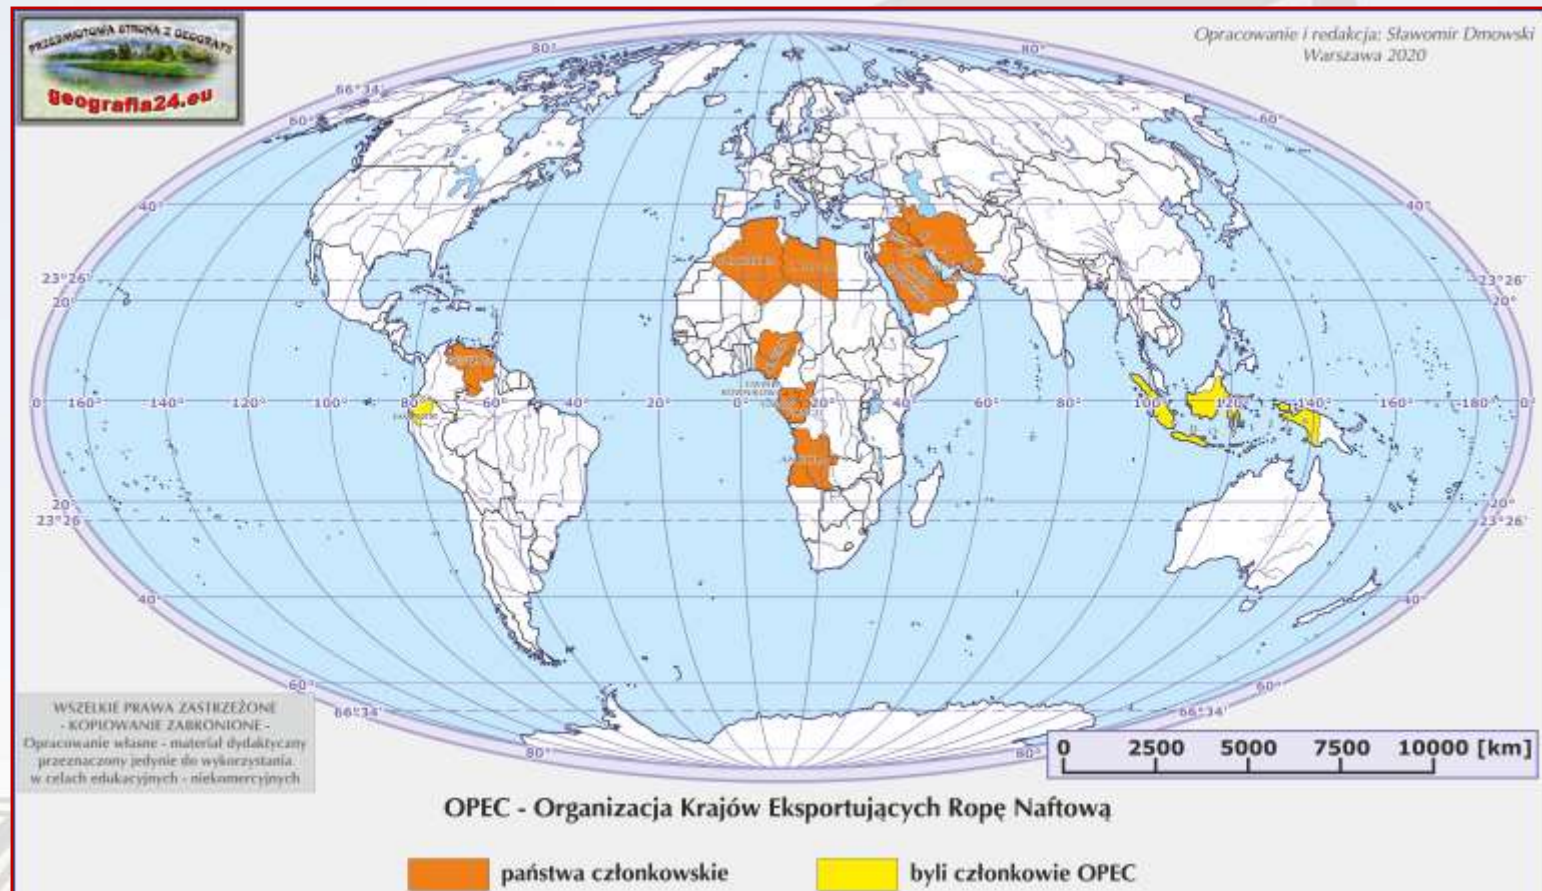 PRZEDMIOTOWA STRONA Z GEOGRAFII
geografia24.eu
Opracowanie i redakcja: Sławomir Dmowski
Warszawa 2020
80° 80°
66°34'
60° 60°
40° 40°
23°26' 23°26'
20° 20°
0° 160° 140° 120° 100° 80° 60° 40° 20° 0° 20° 40° 60° 80° 100° 120° 140° 160° 180° 0°
20° 20°
23°26' 23°26'
40° 40°
60° 60°
66°34' 66°34'
80° 80°
WSZELKIE PRAWA ZASTRZEŻONE
- KOPIOWANIE ZABRONIONE -
Opracowanie własne - materiał dydaktyczny
przeznaczony jedynie do wykorzystania
w celach edukacyjnych - niekomercyjnych
0 2500 5000 7500 10000 [km]
OPEC - Organizacja Krajów Eksportujących Ropę Naftową
państwa członkowskie
byli członkowie OPEC